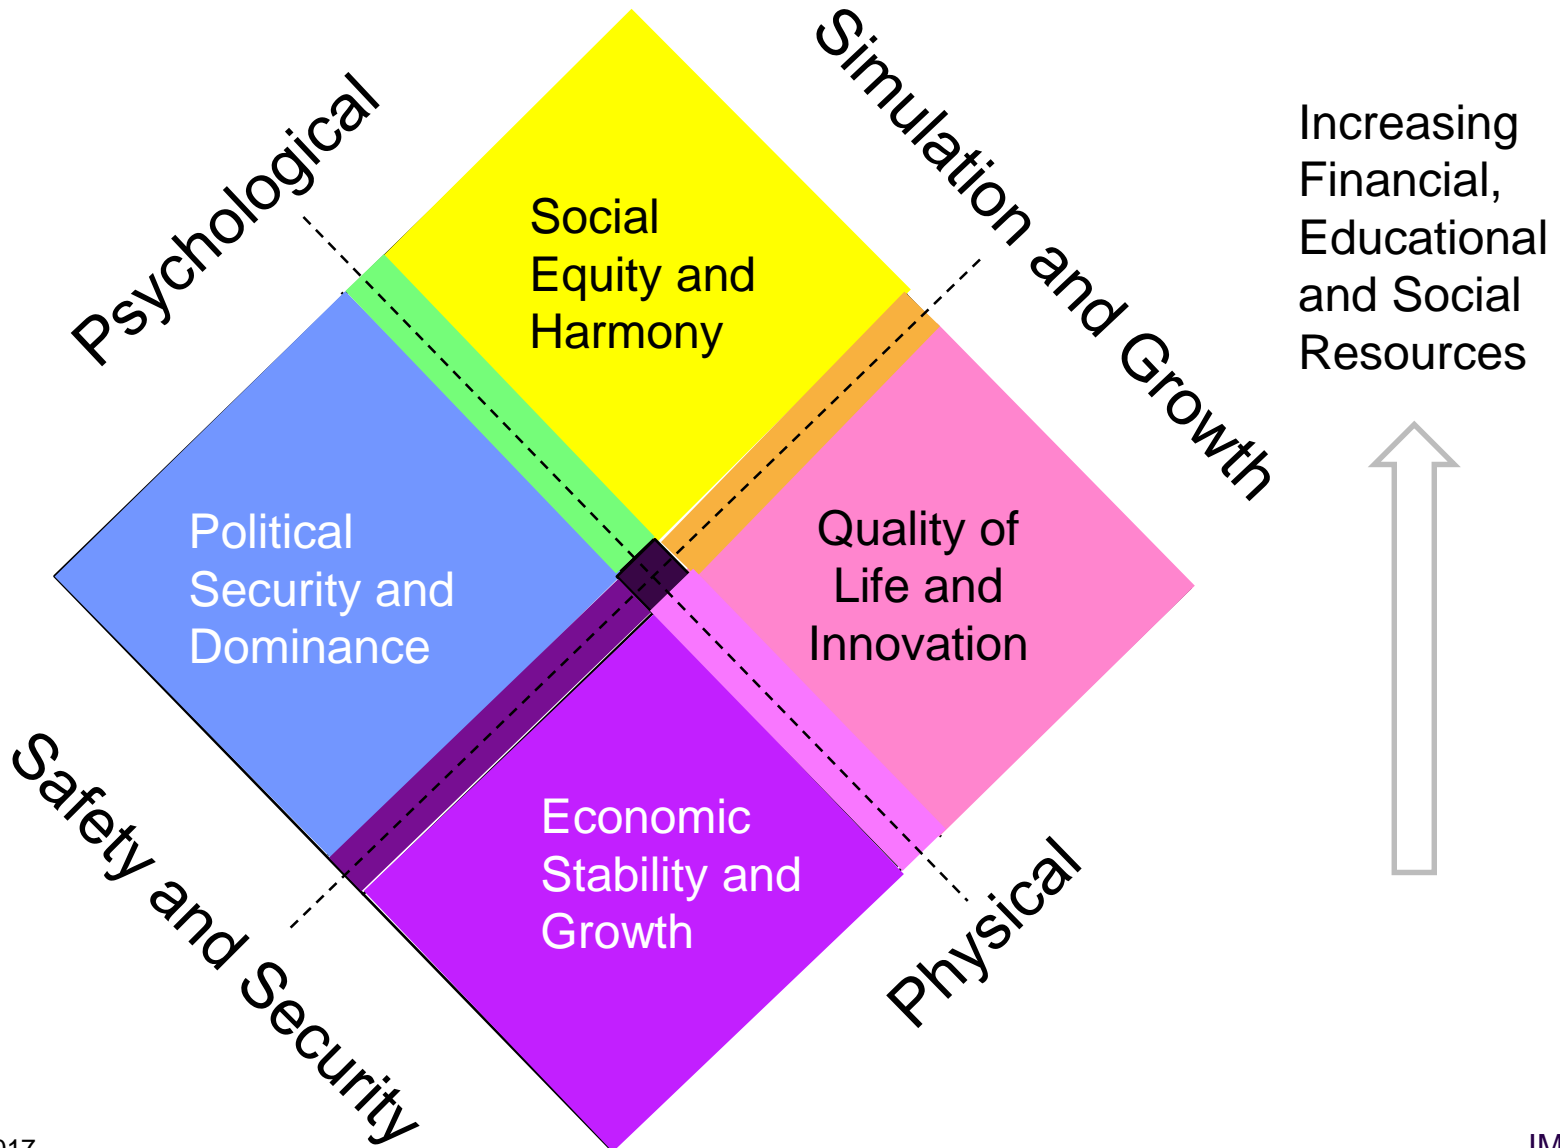 Psychological
Simulation and Growth
Increasing
Financial,
Educational
and Social
Resources
Social
Equity and
Harmony
Political
Security and
Dominance
Quality of
Life and
Innovation
Economic
Stability and
Growth
Safety and Security
Physical